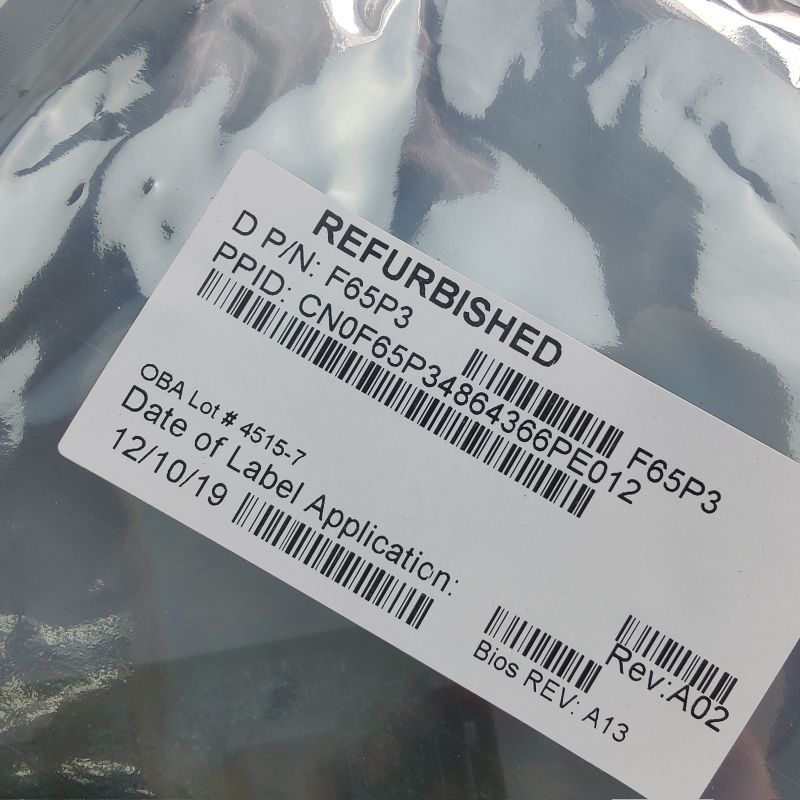 REFURBISHED
D P/N: F65P3
F65P3
PPID: CN0F65P34864366PE012
OBA Lot # 4515-7
Date of Label Application:
12/10/19
Bios REV: A13
Rev:A02